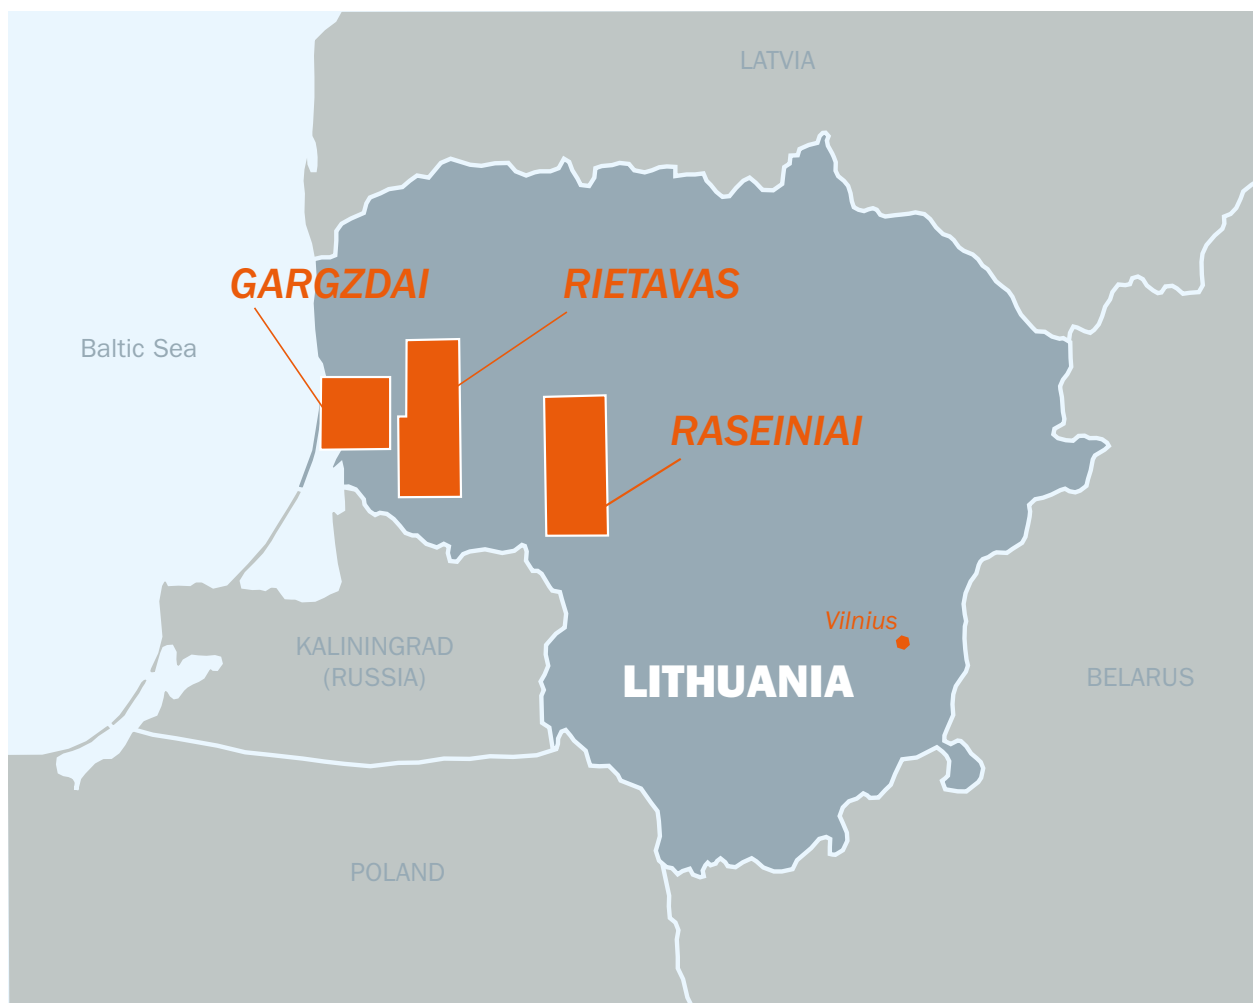 LATVIA
GARGZDAI
RIETAVAS
Baltic Sea
RASEINIAI
Vilnius
KALININGRAD
(RUSSIA)
LITHUANIA
BELARUS
POLAND